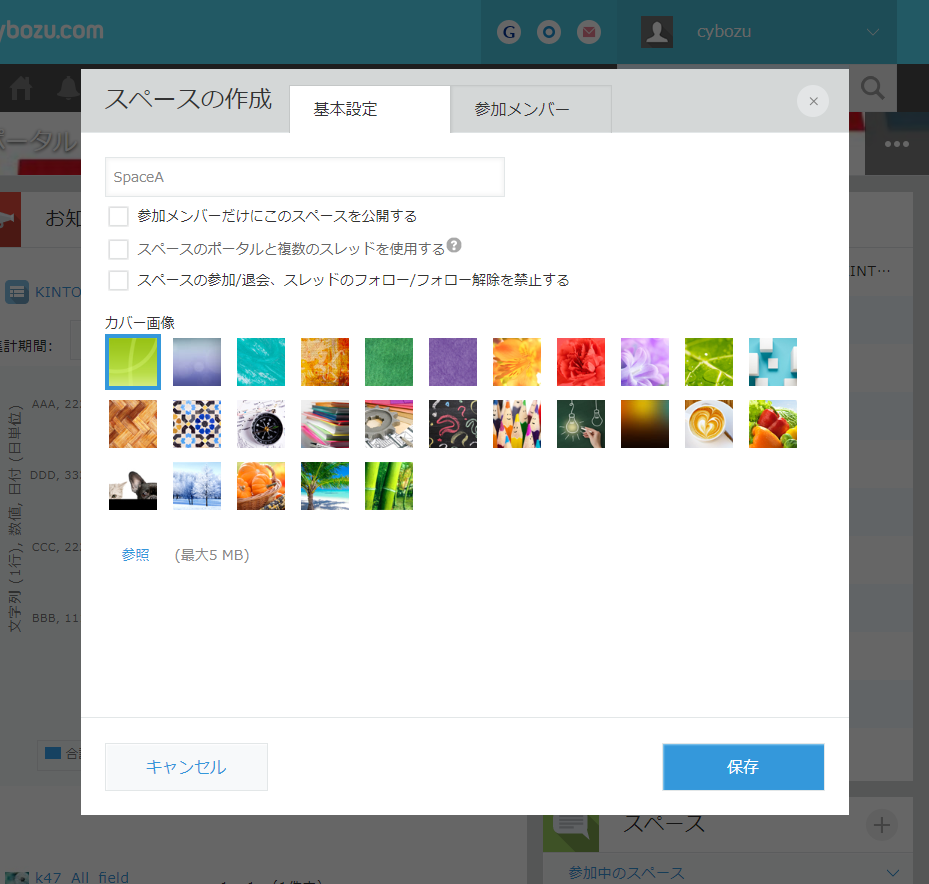 ybozu.com
G
cybozu
スペースの作成
基本設定
参加メンバー
×
ポータル
•••
SpaceA
参加メンバーだけにこのスペースを公開する
スペースのポータルと複数のスレッドを使用する ?
スペースの参加/退会、スレッドのフォロー/フォロー解除を禁止する
お知
INT…
KINTO
集計期間:
カバー画像
AAA, 22
DDD, 33
CCC, 22
BBB, 11
文字列 (1行), 数値, 日付 (日単位)
参照 (最大5 MB)
合
キャンセル
保存
スペース
参加中のスペース
k47_All_field